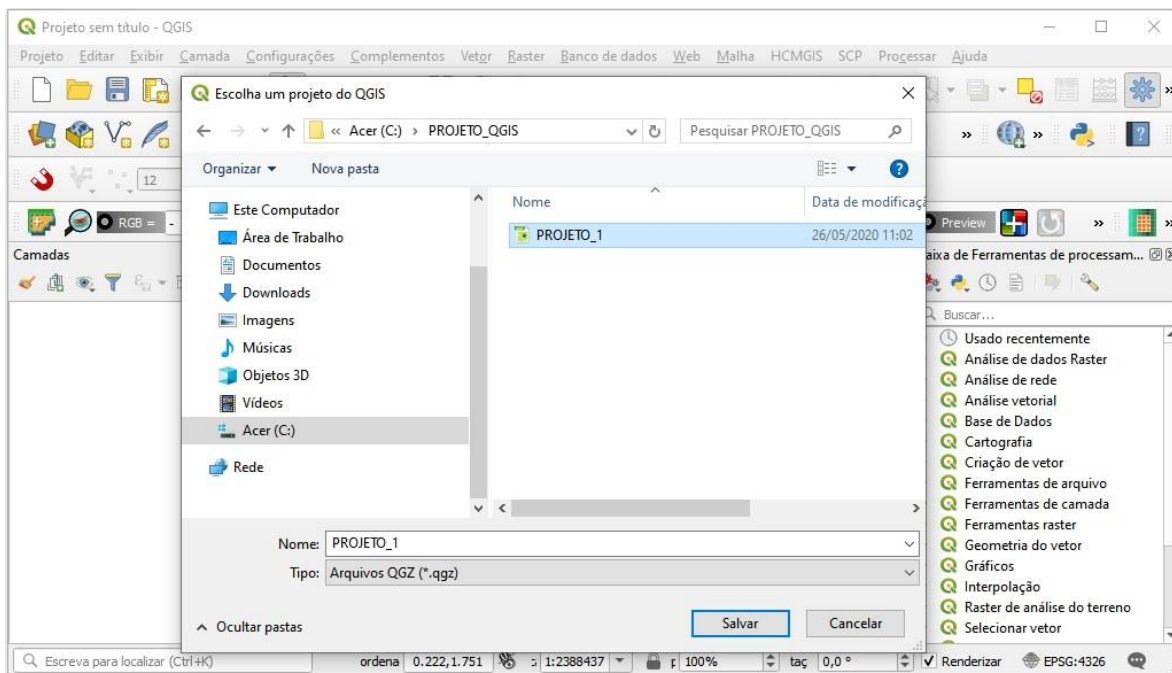 Projeto sem título - QGIS
Projeto Editar Exibir Camada Configurações Complementos Vetor Raster Banco de dados Web Malha HCMGIS SCP Processar Ajuda
Escolha um projeto do QGIS
« Acer (C:) › PROJETO_QGIS
Pesquisar PROJETO_QGIS
Organizar
Nova pasta
12
RGB =
Preview
Este Computador
Área de Trabalho
Documentos
Downloads
Imagens
Músicas
Objetos 3D
Vídeos
Acer (C:)
Rede
Nome
Data de modificaçã
PROJETO_1
26/05/2020 11:02
Nome: PROJETO_1
Tipo: Arquivos QGZ (*.qgz)
Ocultar pastas
Salvar
Cancelar
Camadas
aixa de Ferramentas de processam...
Buscar...
Usado recentemente
Análise de dados Raster
Análise de rede
Análise vetorial
Base de Dados
Cartografia
Criação de vetor
Ferramentas de arquivo
Ferramentas de camada
Ferramentas raster
Geometria do vetor
Gráficos
Interpolação
Raster de análise do terreno
Selecionar vetor
Escreva para localizar (Ctrl+K)
ordena 0.222,1.751 1:2388437 100% taç 0,0 ° Renderizar EPSG:4326